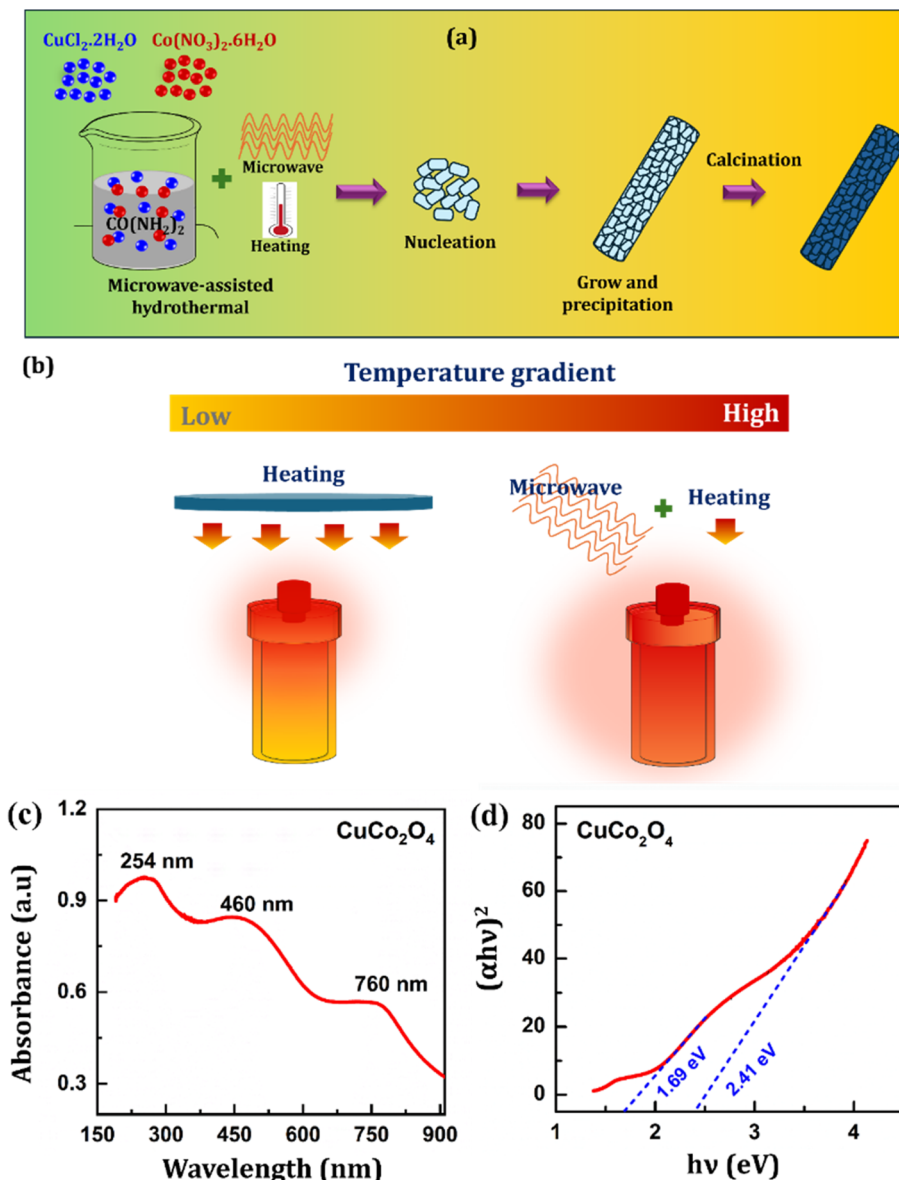 (a)
CuCl₂.2H₂O
Co(NO₃)₂.6H₂O
Microwave
Heating
CO(NH₂)₂
Microwave-assisted
hydrothermal
Nucleation
Grow and
precipitation
Calcination
(b)
Temperature gradient
Low
High
Heating
Microwave
Heating
(c)
CuCo₂O₄
1.2
0.9
0.6
0.3
Absorbance (a.u)
254 nm
460 nm
760 nm
150 300 450 600 750 900
Wavelength (nm)
(d)
CuCo₂O₄
80
60
40
20
0
(αhν)²
1.69 eV
2.41 eV
1 2 3 4
hν (eV)